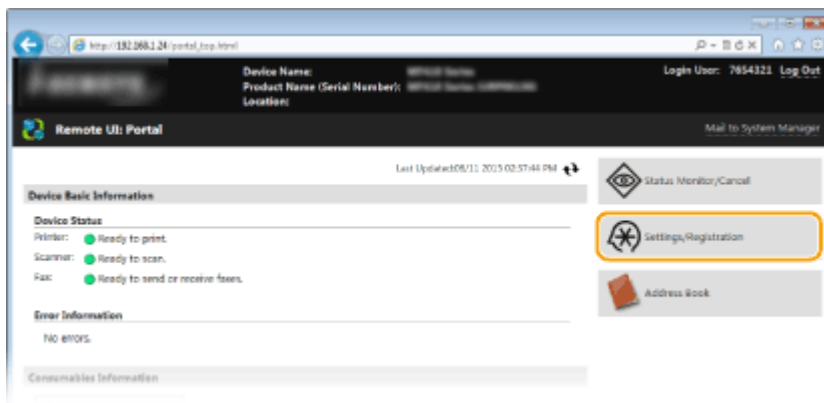 http://192.168.1.24/portal_top.html
Device Name:
Product Name (Serial Number):
Location:
Login User: 7654321 Log Out
Remote UI: Portal
Mail to System Manager
Last Updated:08/11 2015 02:57:44 PM
Device Basic Information
Device Status
Printer: Ready to print.
Scanner: Ready to scan.
Fax: Ready to send or receive faxes.
Error Information
No errors.
Consumables Information
Status Monitor/Cancel
Settings/Registration
Address Book